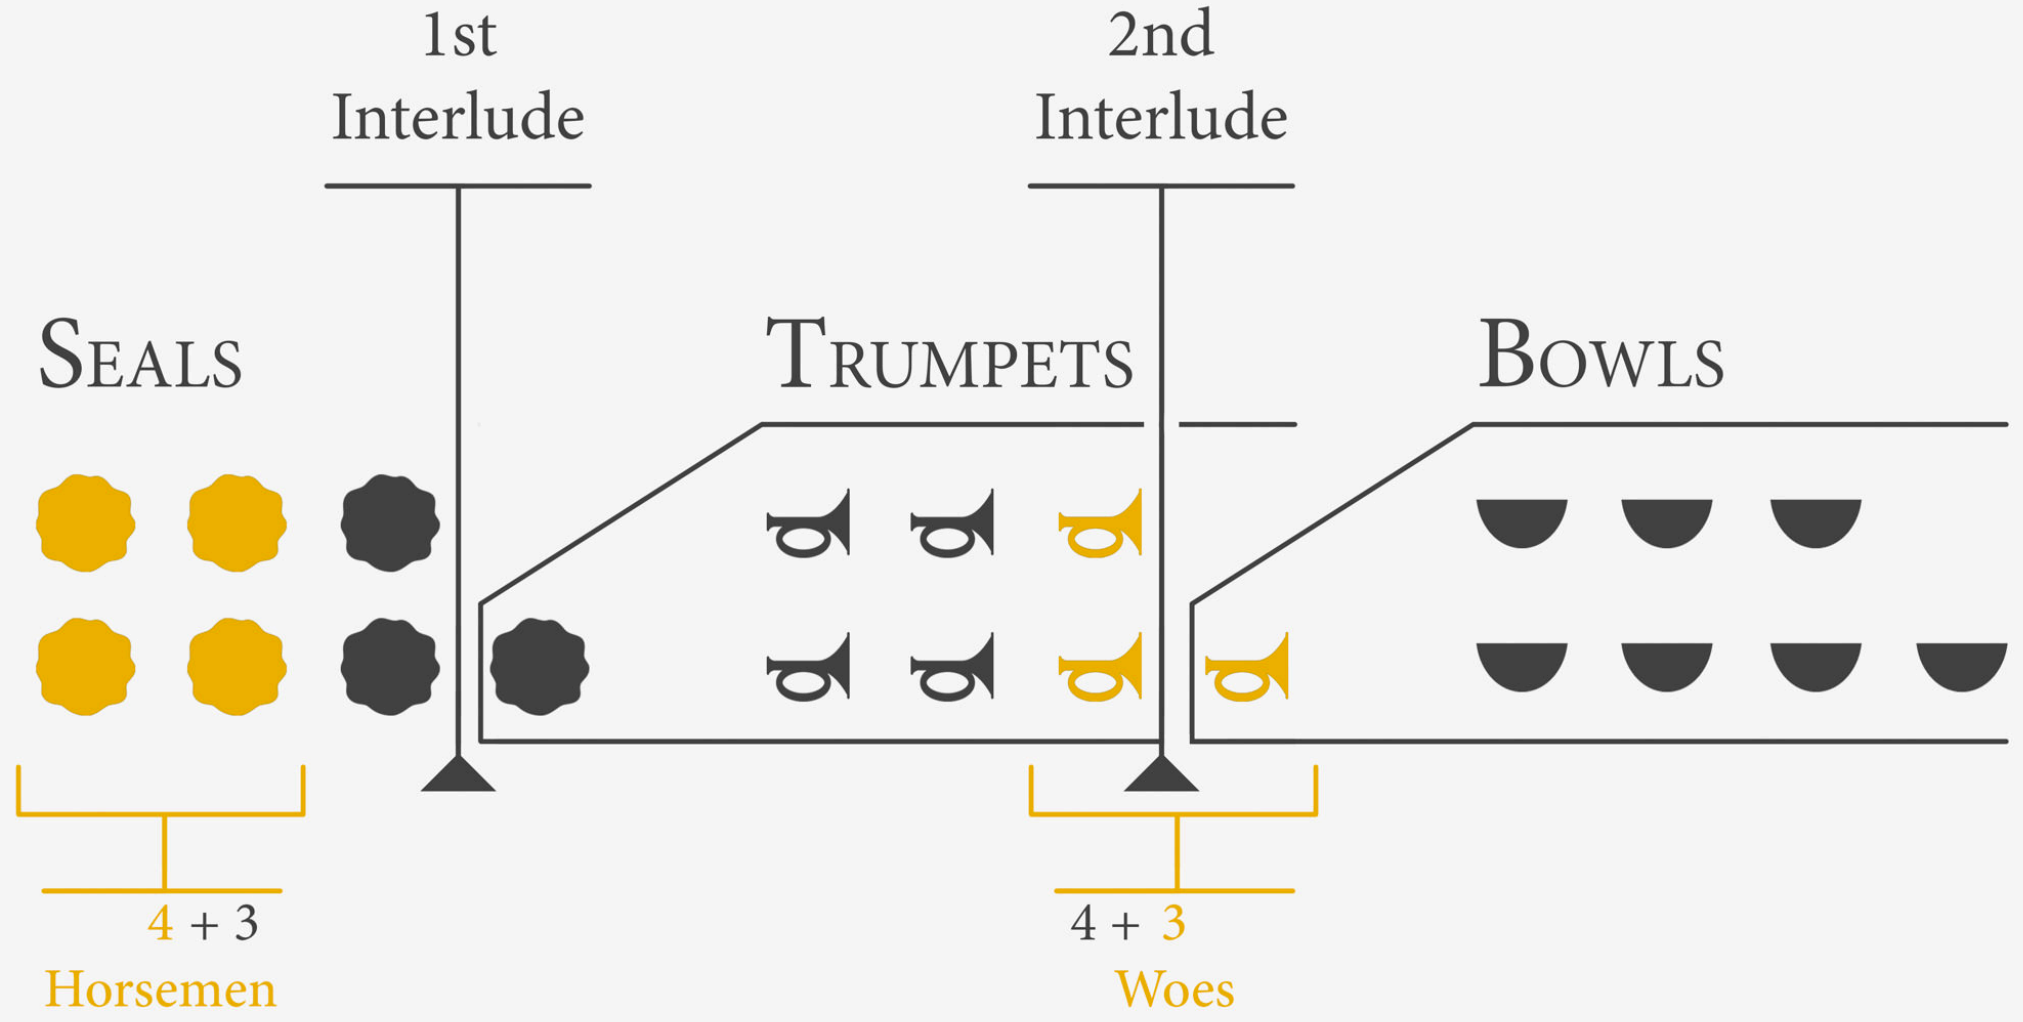 1st
Interlude
2nd
Interlude
Seals
Trumpets
Bowls
4 + 3
Horsemen
4 + 3
Woes